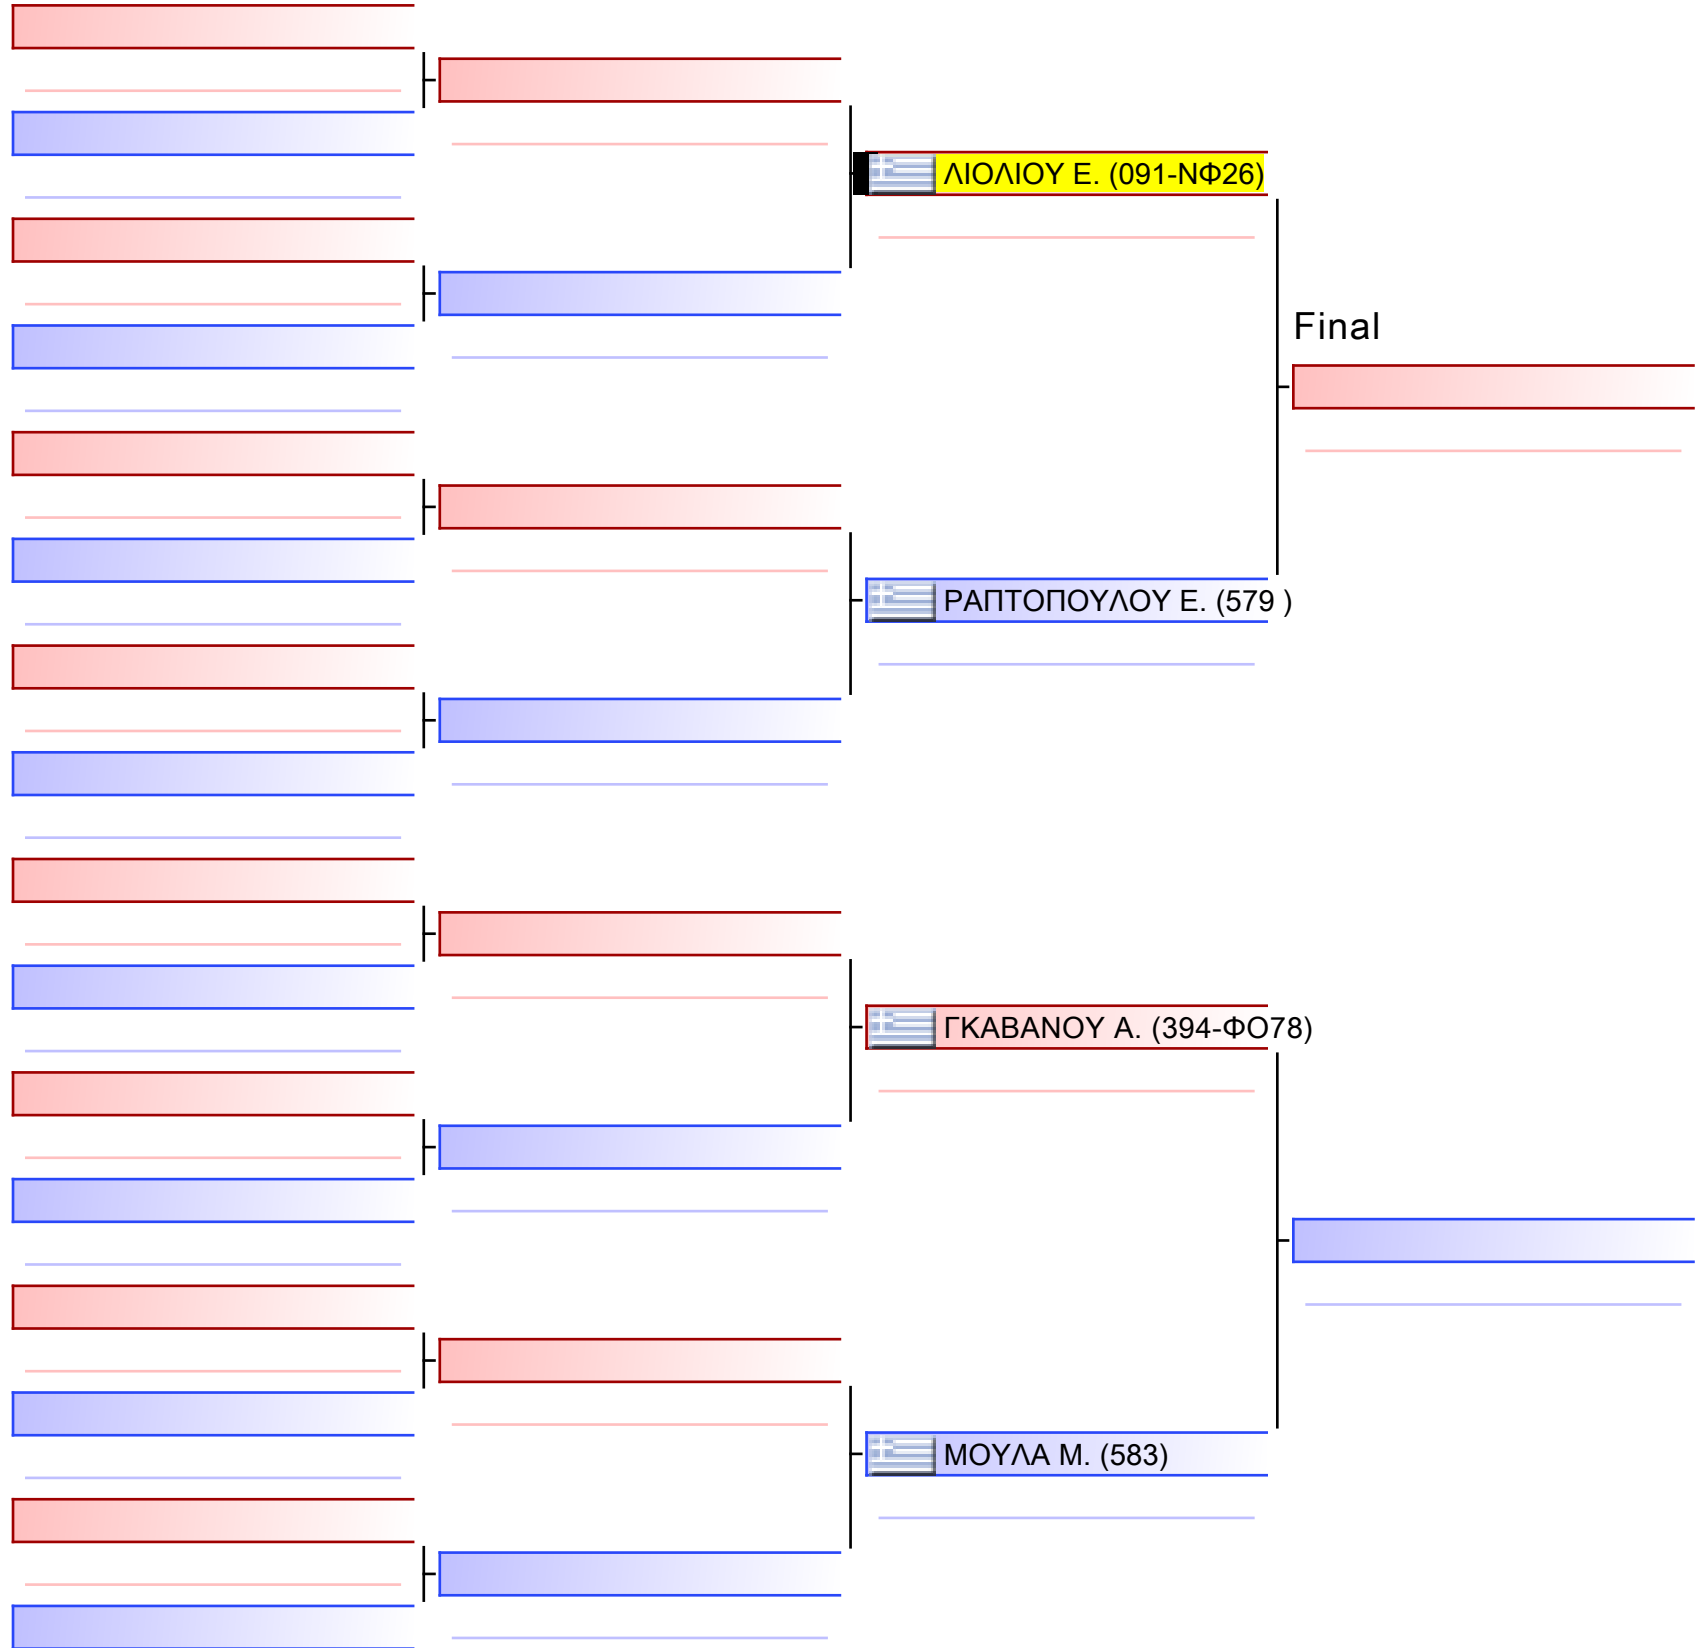 ΛΙΟΛΙΟΥ Ε. (091-ΝΦ26)
Final
ΡΑΠΤΟΠΟΥΛΟΥ Ε. (579 )
ΓΚΑΒΑΝΟΥ Α. (394-ΦΟ78)
ΜΟΥΛΑ Μ. (583)